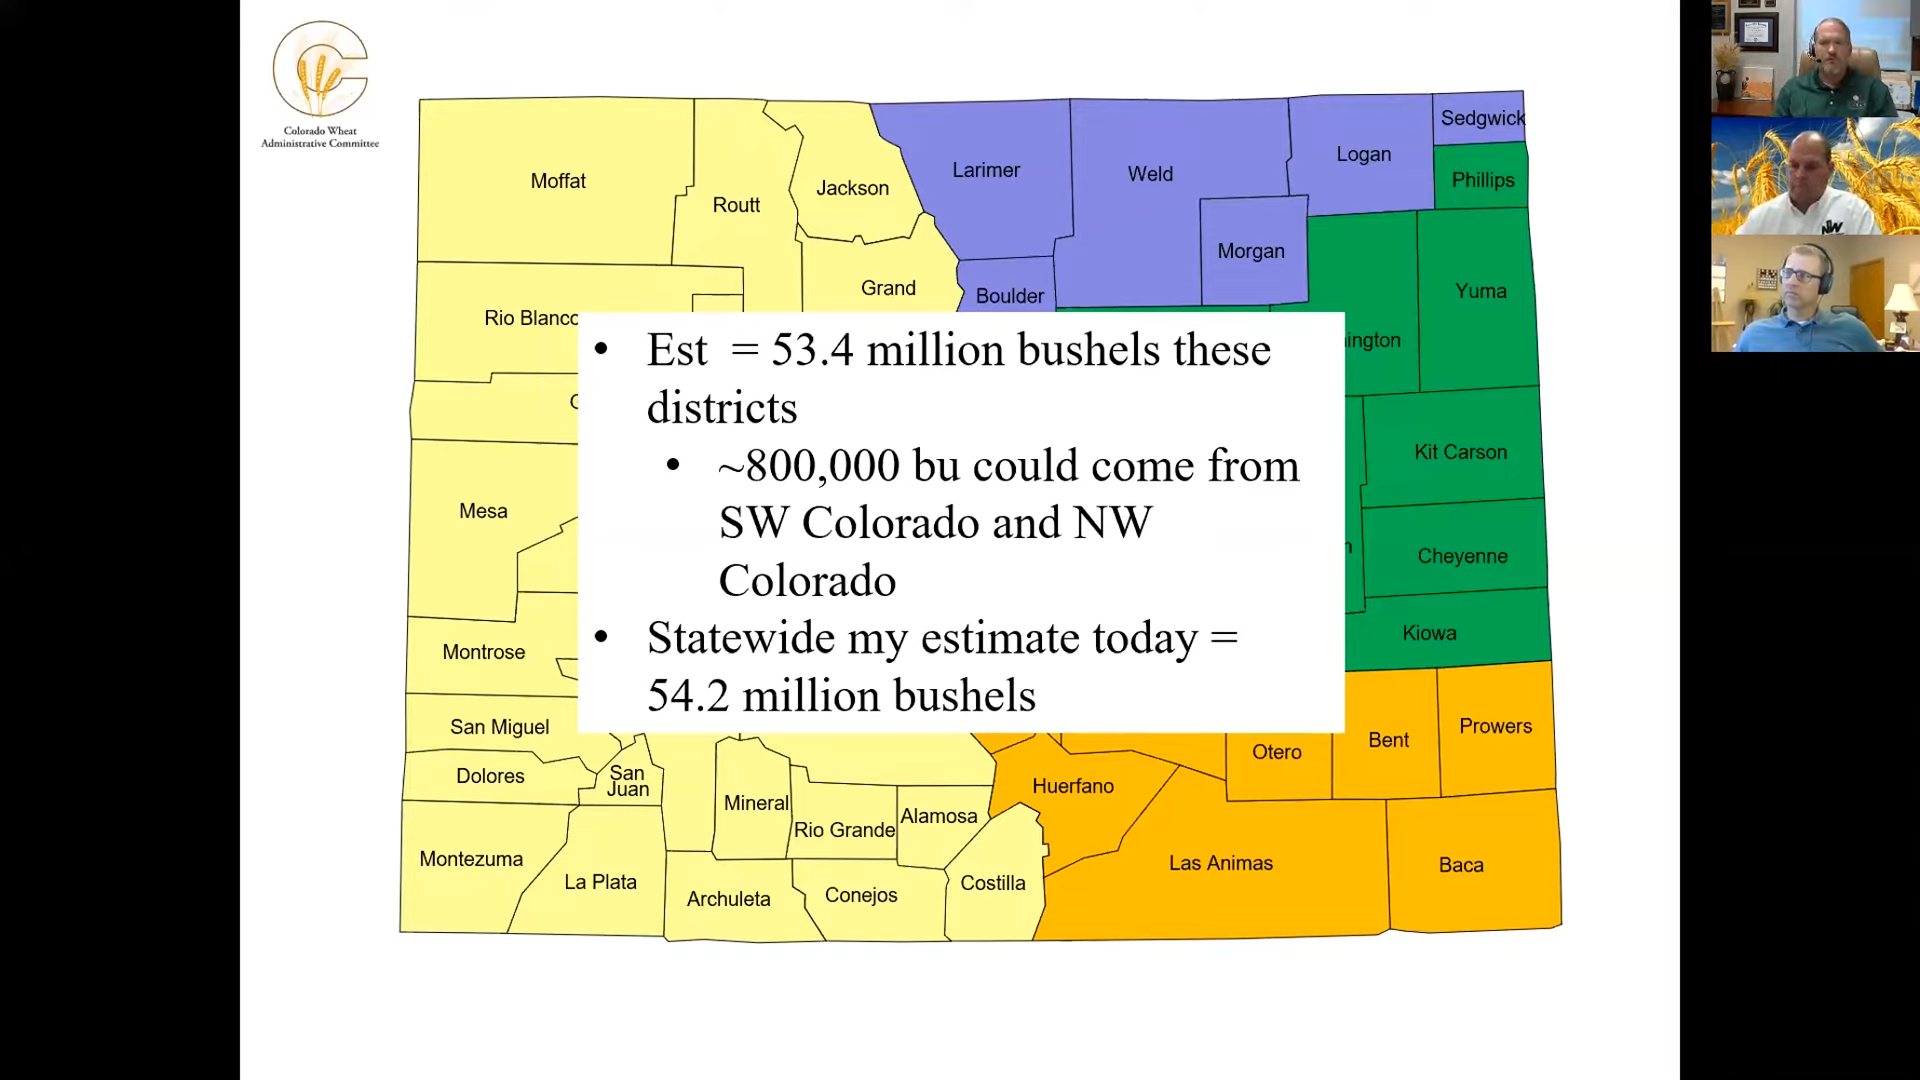 Colorado Wheat
Administrative Committee
Sedgwick
Logan
Larimer
Weld
Phillips
Moffat
Jackson
Routt
Morgan
Grand
Boulder
Yuma
Rio Blanco
ington
• Est = 53.4 million bushels these
districts
• ~800,000 bu could come from
SW Colorado and NW
Colorado
• Statewide my estimate today =
54.2 million bushels
Kit Carson
Mesa
Cheyenne
Kiowa
Montrose
San Miguel
Prowers
Bent
Otero
Dolores
San
Juan
Huerfano
Mineral
Alamosa
Rio Grande
Montezuma
Las Animas
Baca
La Plata
Costilla
Conejos
Archuleta
NW